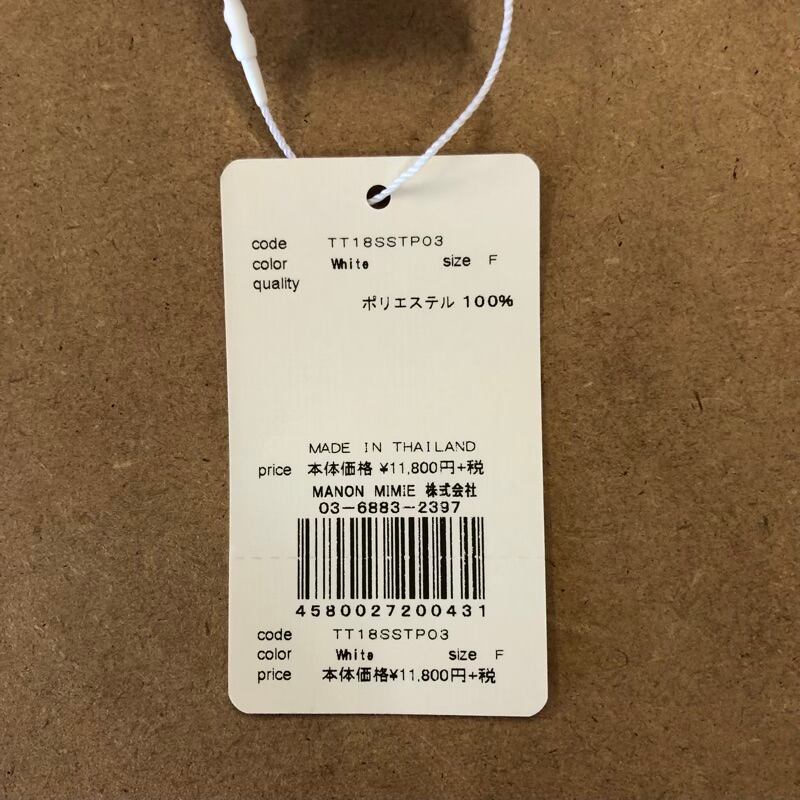 code TT18SSTP03
color White size F
quality
ポリエステル 100%
MADE IN THAILAND
price 本体価格 ¥11,800円+税
MANON MIMIE 株式会社
03-6883-2397
4580027200431
code TT18SSTP03
color White size F
price 本体価格¥11,800円+税